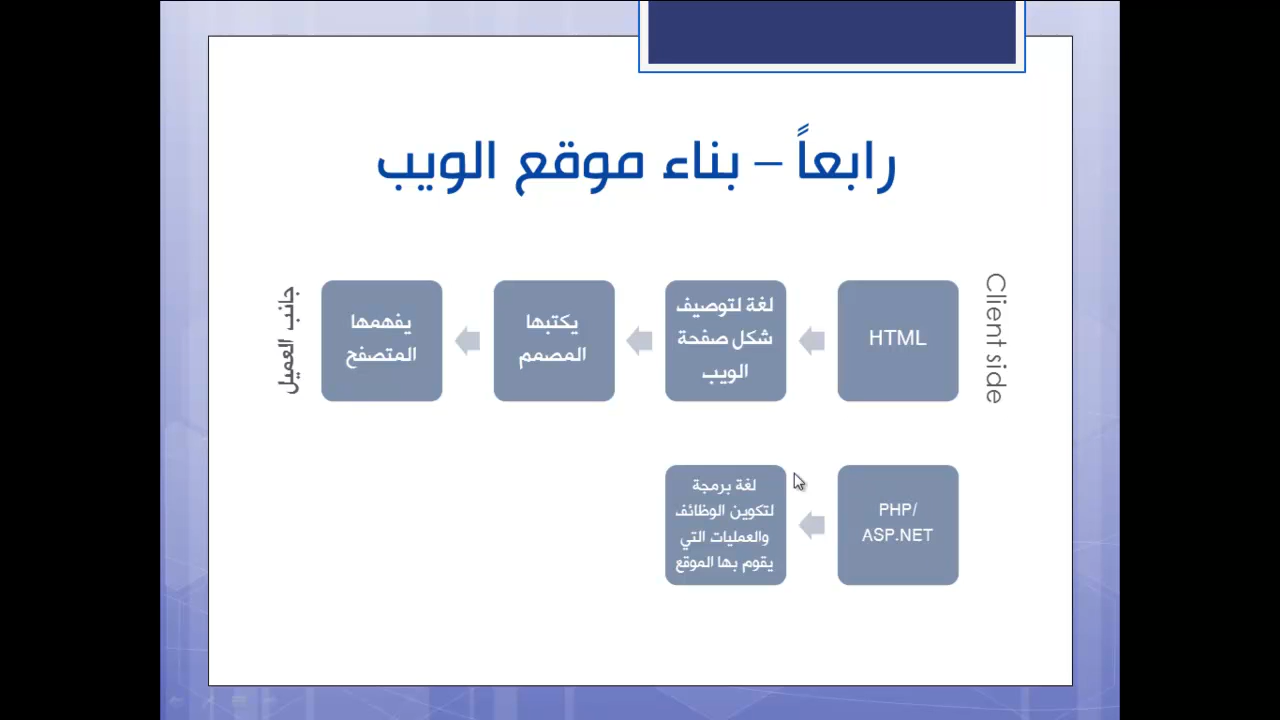 رابعاً – بناء موقع الويب
Client side
HTML
لغة لتوصيف
شكل صفحة
الويب
يكتبها
المصمم
يفهمها
المتصفح
جانب العميل
PHP/
ASP.NET
لغة برمجة
لتكوين الوظائف
والعمليات التي
يقوم بها الموقع